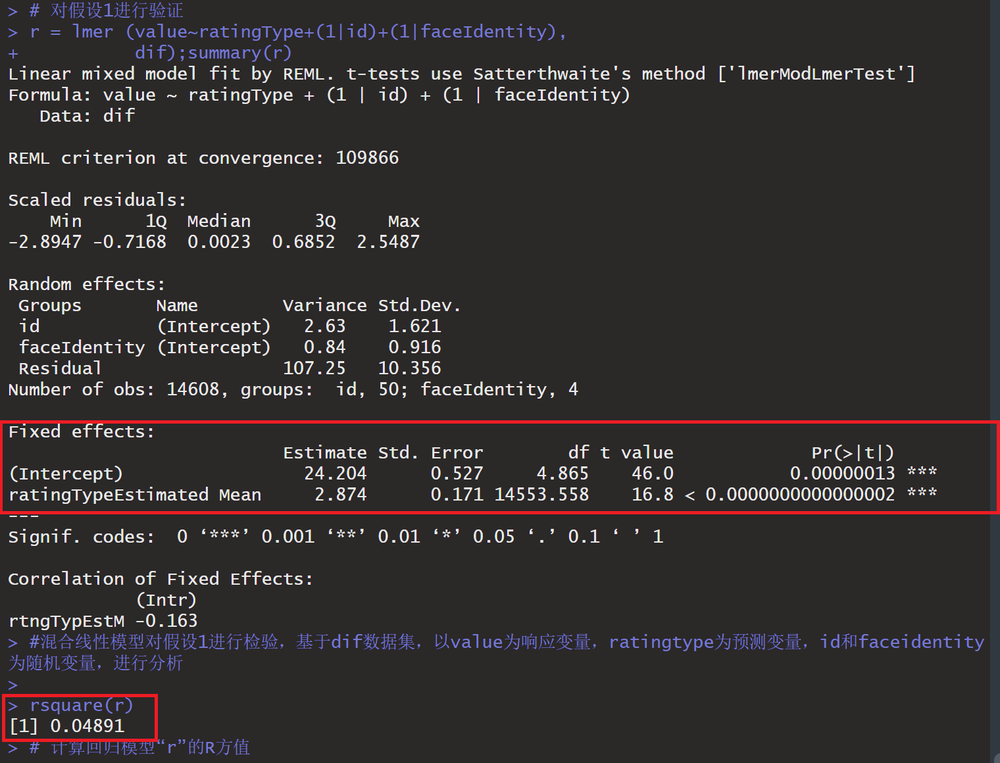 > # 对假设1进行验证
> r = lmer (value~ratingType+(1|id)+(1|faceIdentity),
+            dif);summary(r)
Linear mixed model fit by REML. t-tests use Satterthwaite's method ['lmerModLmerTest']
Formula: value ~ ratingType + (1 | id) + (1 | faceIdentity)
   Data: dif
REML criterion at convergence: 109866
Scaled residuals:
    Min      1Q  Median      3Q     Max
-2.8947 -0.7168  0.0023  0.6852  2.5487
Random effects:
 Groups       Name        Variance Std.Dev.
 id           (Intercept)   2.63    1.621
 faceIdentity (Intercept)   0.84    0.916
 Residual                 107.25   10.356
Number of obs: 14608, groups:  id, 50; faceIdentity, 4
Fixed effects:
                          Estimate Std. Error        df t value             Pr(>|t|)
(Intercept)                 24.204      0.527     4.865    46.0           0.00000013 ***
ratingTypeEstimated Mean     2.874      0.171 14553.558    16.8 < 0.0000000000000002 ***
---
Signif. codes:  0 ‘***’ 0.001 ‘**’ 0.01 ‘*’ 0.05 ‘.’ 0.1 ‘ ’ 1
Correlation of Fixed Effects:
            (Intr)
rtngTypEstM -0.163
> #混合线性模型对假设1进行检验，基于dif数据集，以value为响应变量，ratingtype为预测变量，id和faceidentity
为随机变量，进行分析
>
> rsquare(r)
[1] 0.04891
> # 计算回归模型“r”的R方值